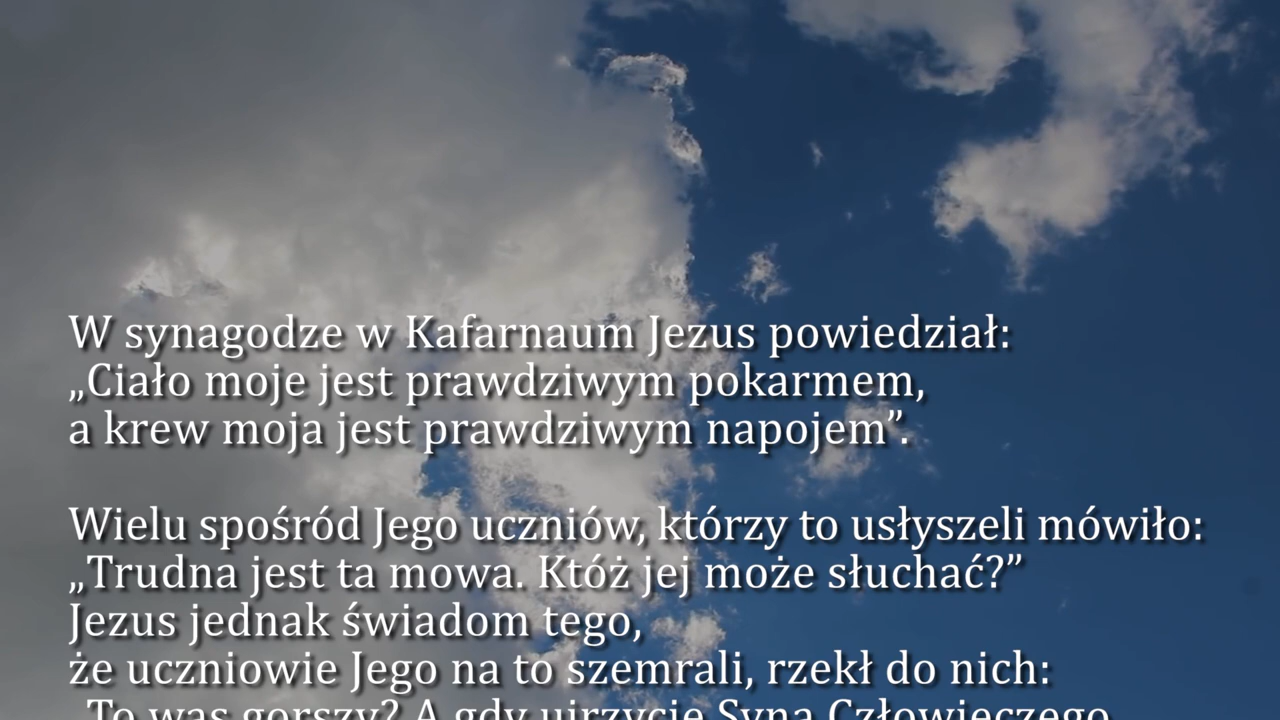 W synagodze w Kafarnaum Jezus powiedział:
„Ciało moje jest prawdziwym pokarmem,
a krew moja jest prawdziwym napojem”.
Wielu spośród Jego uczniów, którzy to usłyszeli mówiło:
„Trudna jest ta mowa. Któż jej może słuchać?”
Jezus jednak świadom tego,
że uczniowie Jego na to szemrali, rzekł do nich:
„To was gorszy? A gdy ujrzycie Syna Człowieczego